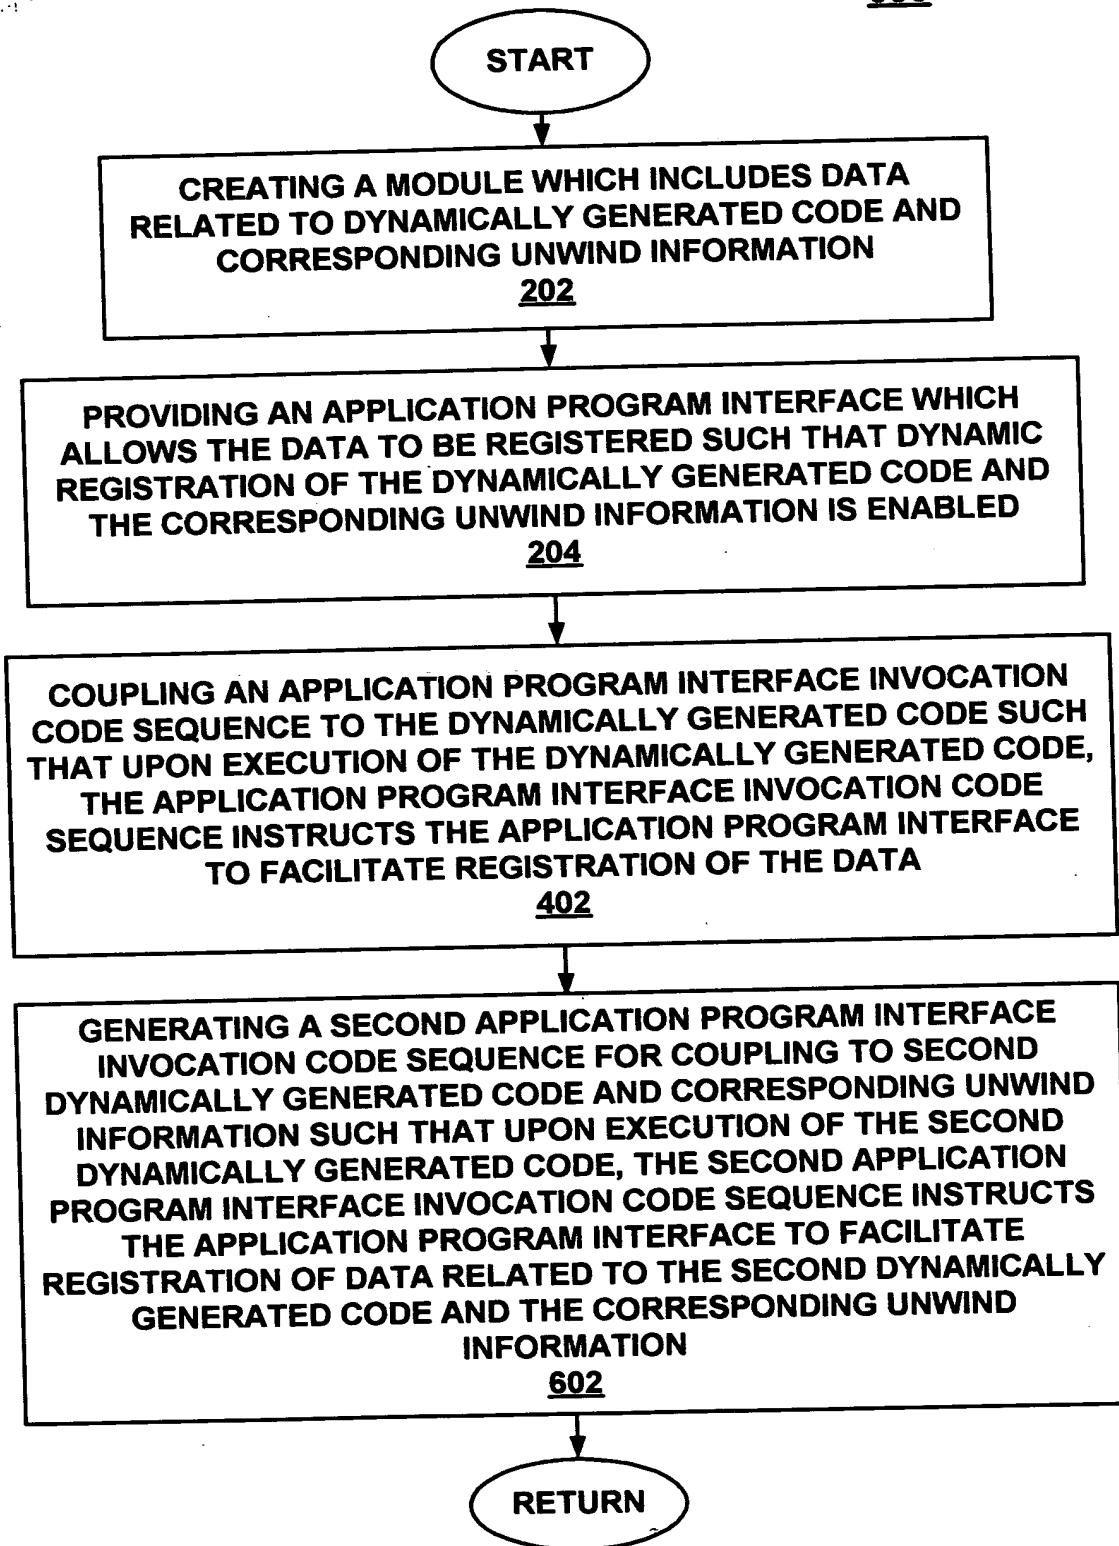 START
CREATING A MODULE WHICH INCLUDES DATA
RELATED TO DYNAMICALLY GENERATED CODE AND
CORRESPONDING UNWIND INFORMATION
202
PROVIDING AN APPLICATION PROGRAM INTERFACE WHICH
ALLOWS THE DATA TO BE REGISTERED SUCH THAT DYNAMIC
REGISTRATION OF THE DYNAMICALLY GENERATED CODE AND
THE CORRESPONDING UNWIND INFORMATION IS ENABLED
204
COUPLING AN APPLICATION PROGRAM INTERFACE INVOCATION
CODE SEQUENCE TO THE DYNAMICALLY GENERATED CODE SUCH
THAT UPON EXECUTION OF THE DYNAMICALLY GENERATED CODE,
THE APPLICATION PROGRAM INTERFACE INVOCATION CODE
SEQUENCE INSTRUCTS THE APPLICATION PROGRAM INTERFACE
TO FACILITATE REGISTRATION OF THE DATA
402
GENERATING A SECOND APPLICATION PROGRAM INTERFACE
INVOCATION CODE SEQUENCE FOR COUPLING TO SECOND
DYNAMICALLY GENERATED CODE AND CORRESPONDING UNWIND
INFORMATION SUCH THAT UPON EXECUTION OF THE SECOND
DYNAMICALLY GENERATED CODE, THE SECOND APPLICATION
PROGRAM INTERFACE INVOCATION CODE SEQUENCE INSTRUCTS
THE APPLICATION PROGRAM INTERFACE TO FACILITATE
REGISTRATION OF DATA RELATED TO THE SECOND DYNAMICALLY
GENERATED CODE AND THE CORRESPONDING UNWIND
INFORMATION
602
RETURN